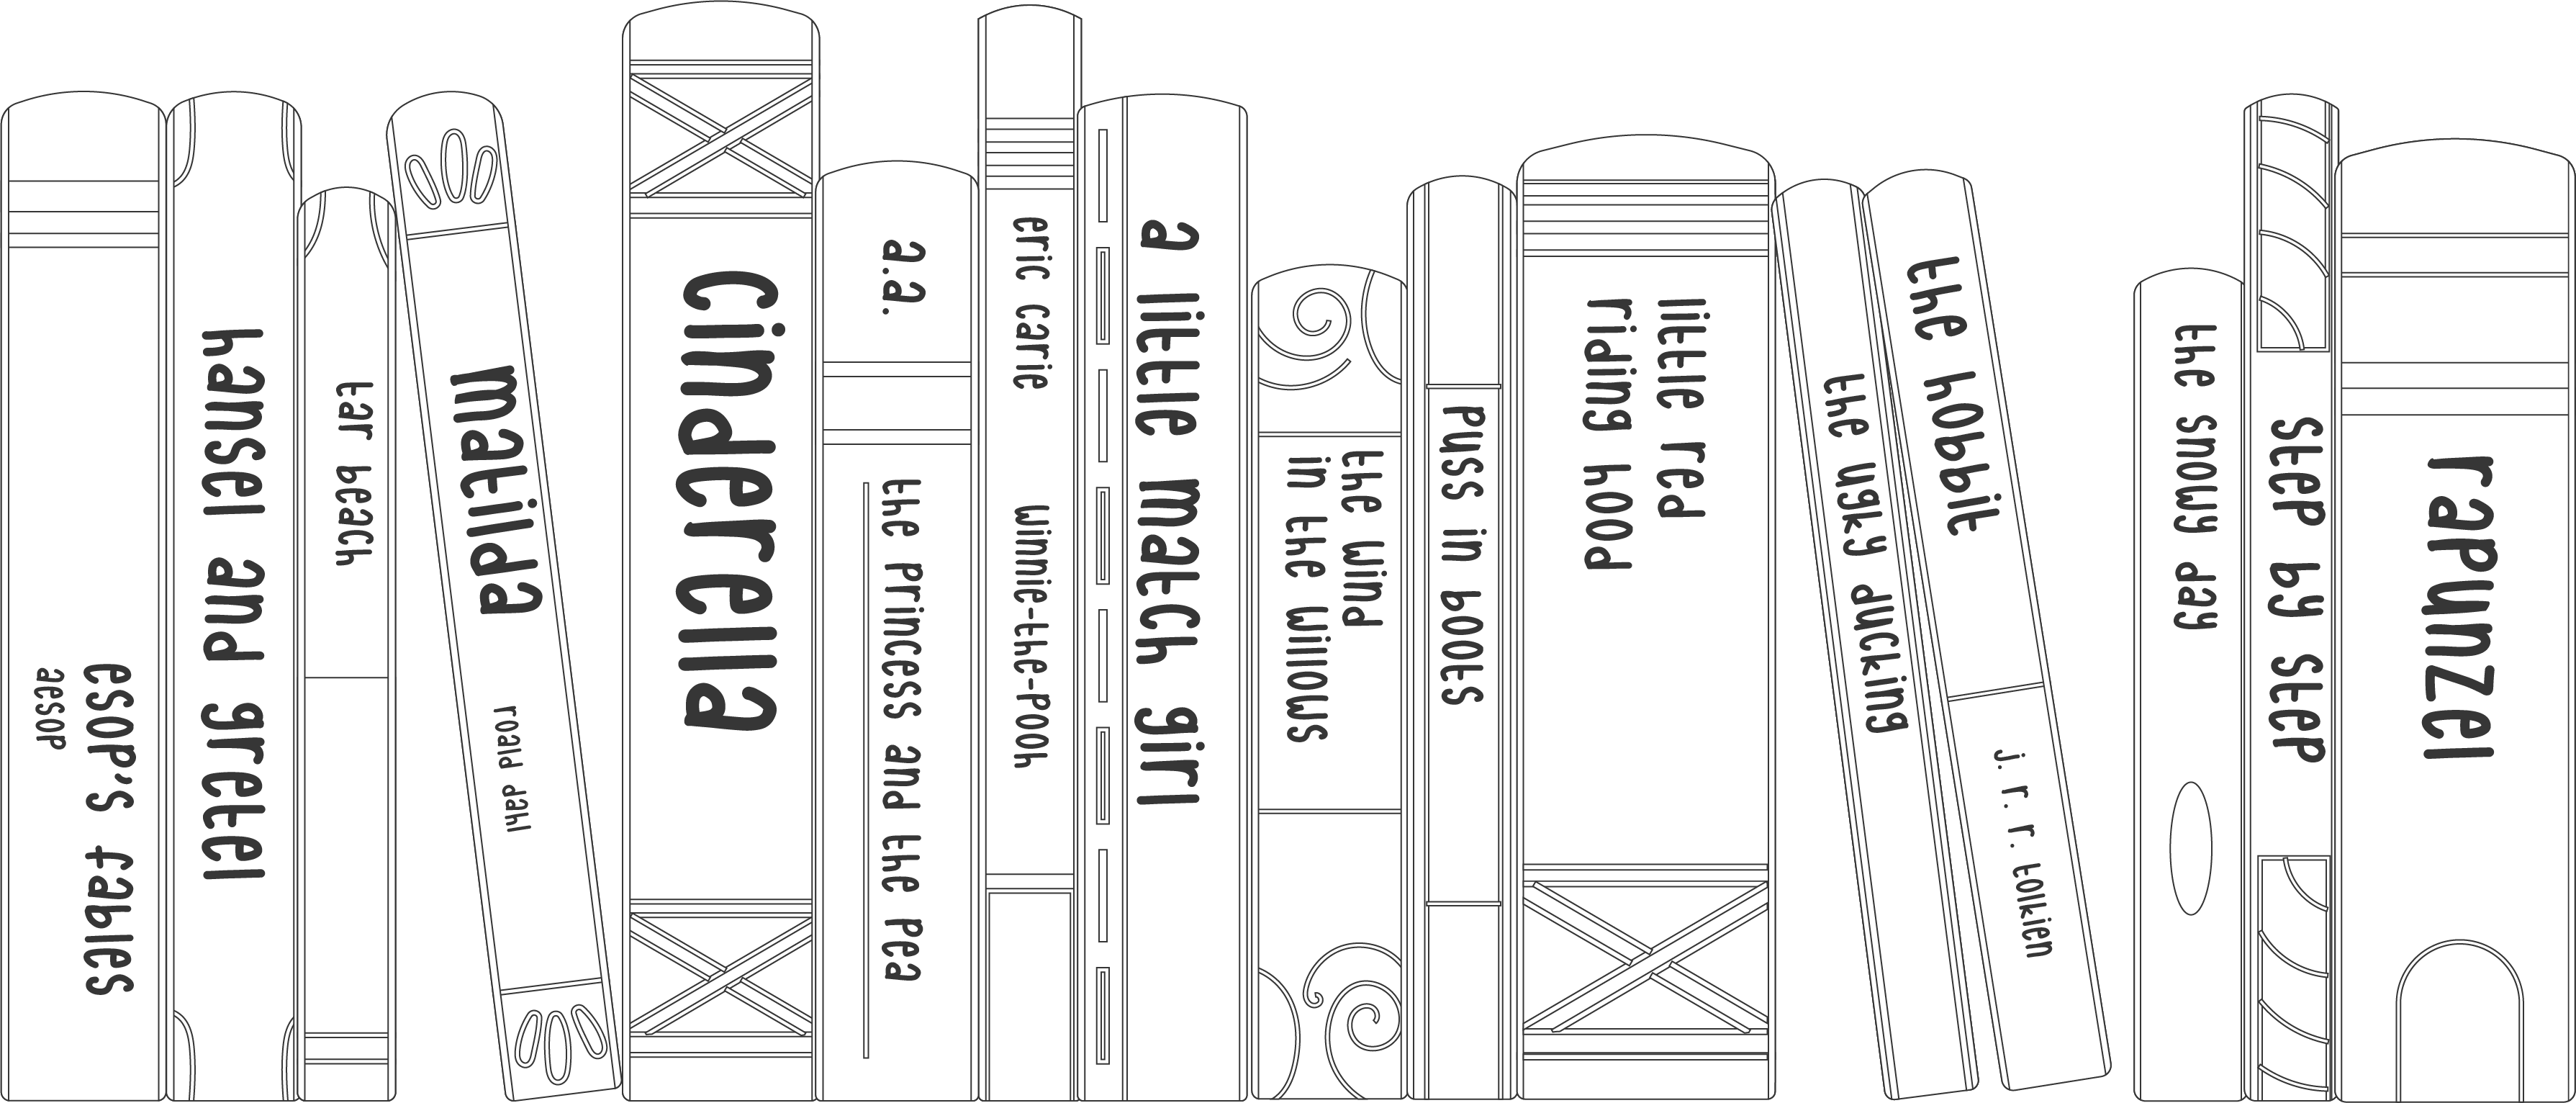 esop's fables
aesop
hansel and gretel
tar beach
matilda
roald dahl
cinderella
a.a.
the princess and the pea
eric carie
winnie-the-pooh
a little match girl
the wind
in the willows
puss in boots
little red
riding hood
the ugky ducking
the hobbit
j. r. r. tolkien
the snowy day
step by step
rapunzel